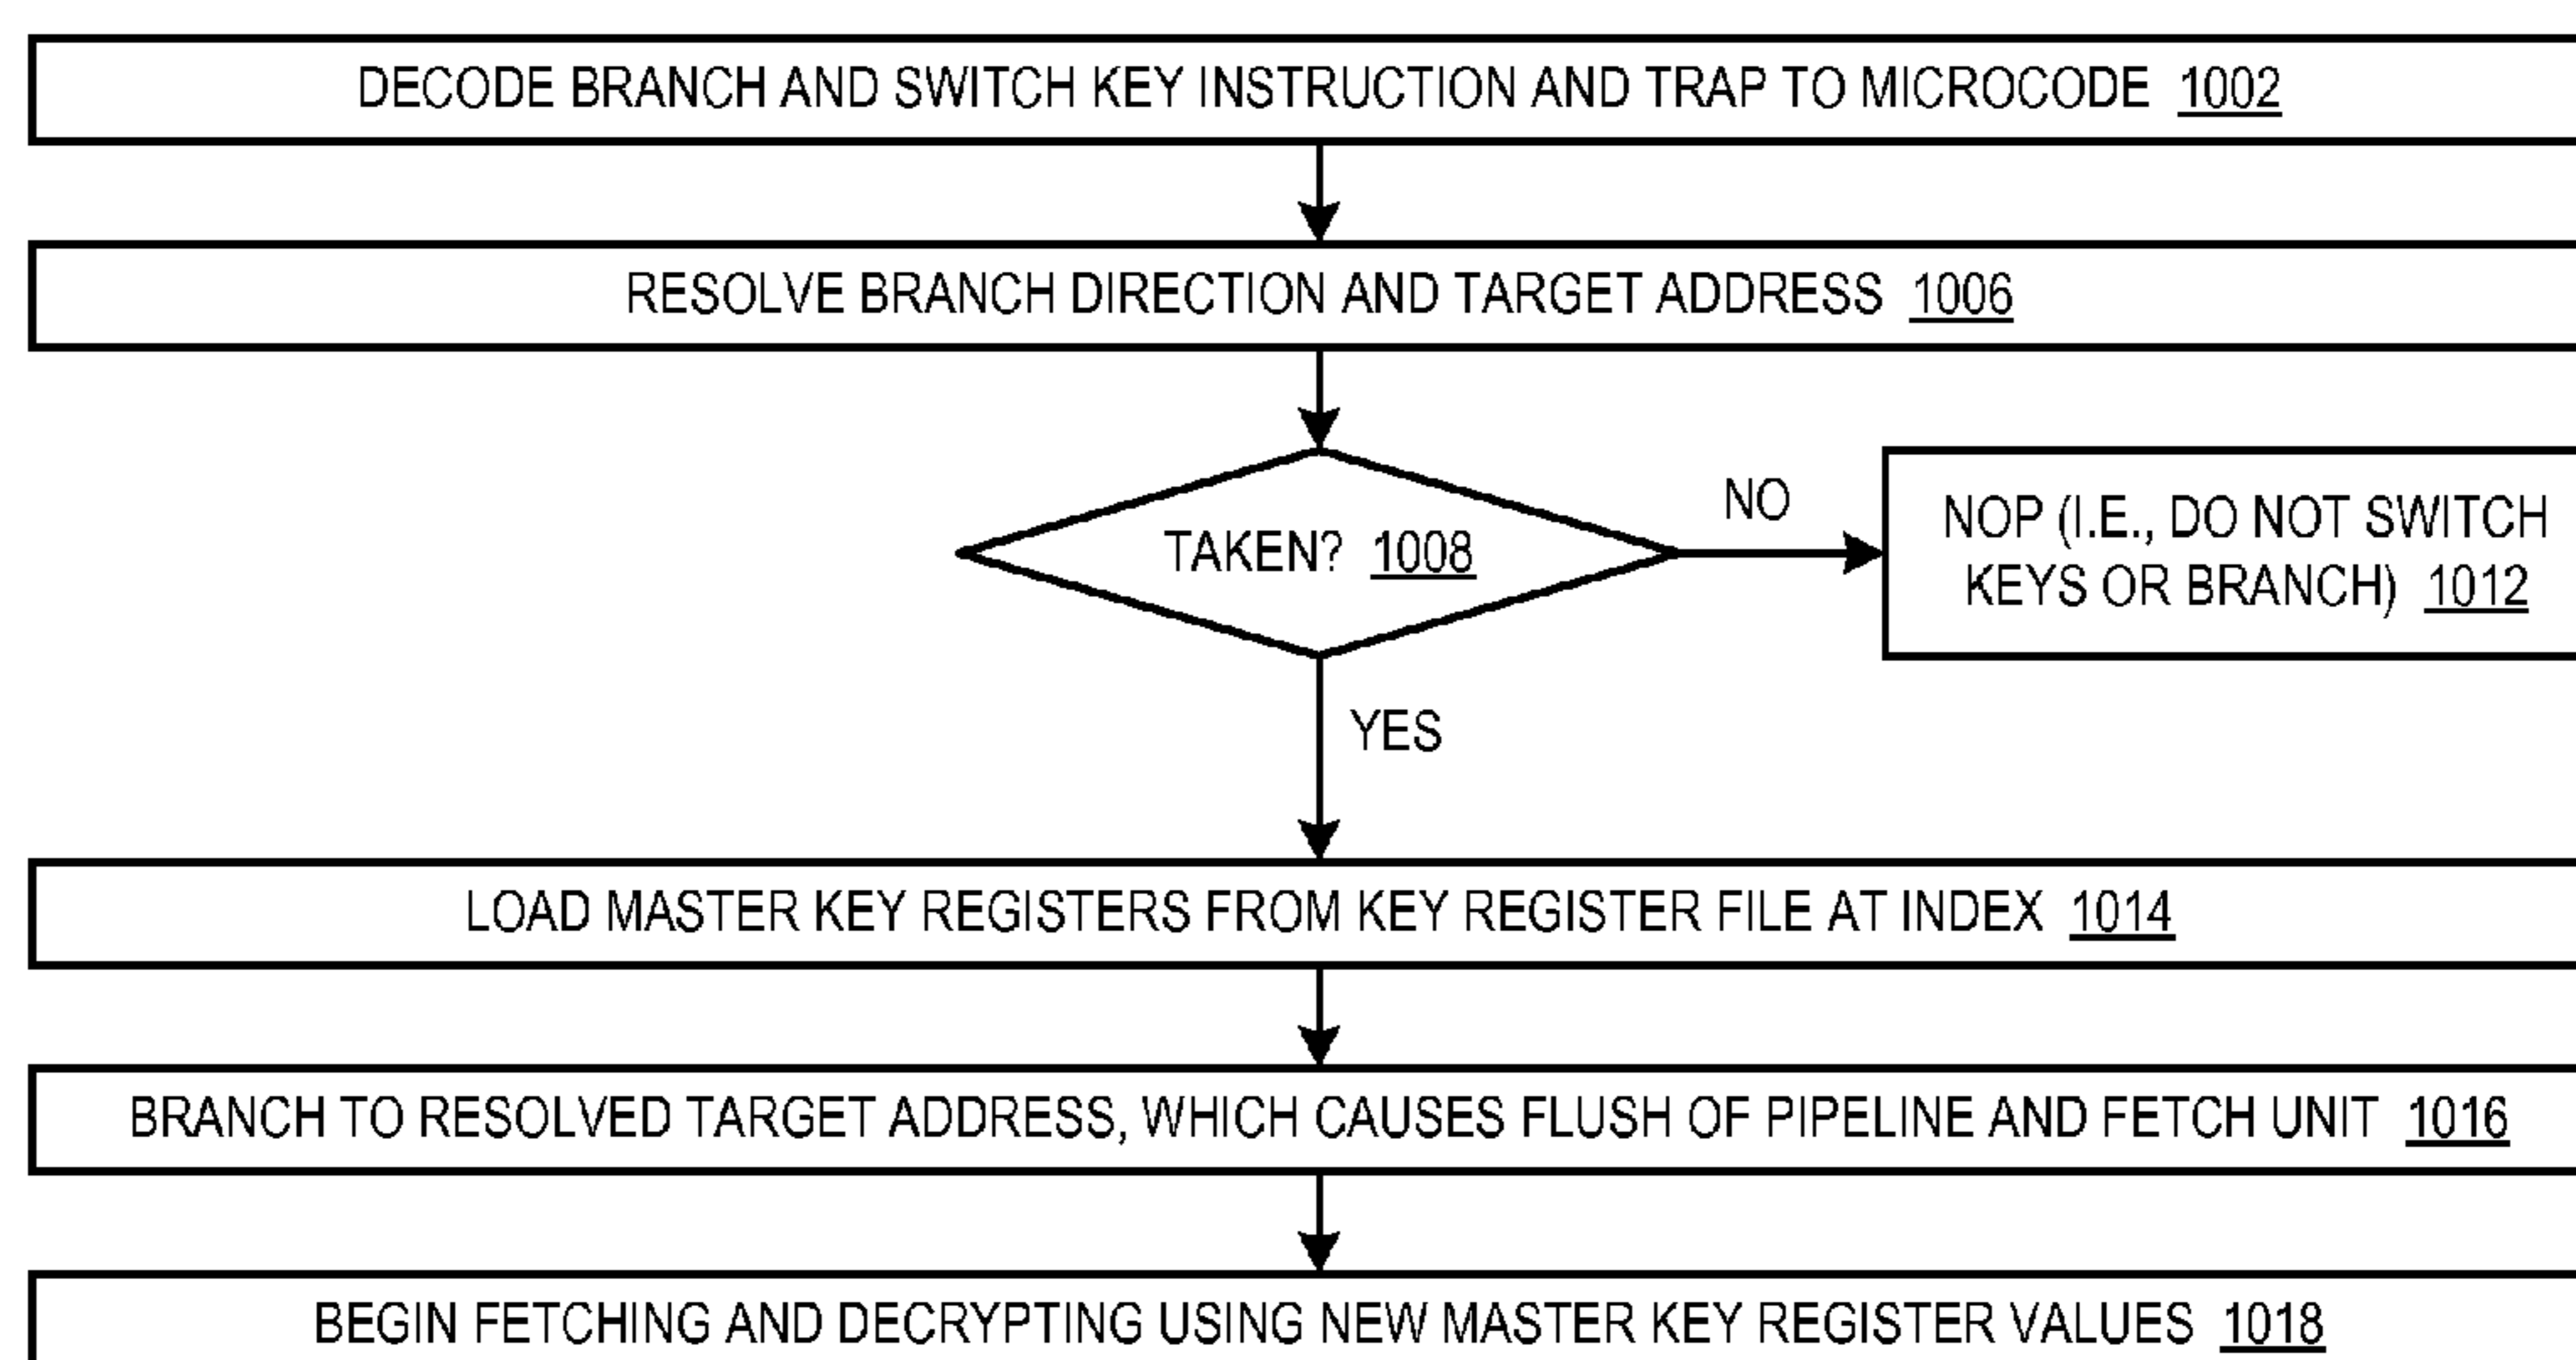 DECODE BRANCH AND SWITCH KEY INSTRUCTION AND TRAP TO MICROCODE 1002
RESOLVE BRANCH DIRECTION AND TARGET ADDRESS 1006
TAKEN? 1008
NO
NOP (I.E., DO NOT SWITCH
KEYS OR BRANCH) 1012
YES
LOAD MASTER KEY REGISTERS FROM KEY REGISTER FILE AT INDEX 1014
BRANCH TO RESOLVED TARGET ADDRESS, WHICH CAUSES FLUSH OF PIPELINE AND FETCH UNIT 1016
BEGIN FETCHING AND DECRYPTING USING NEW MASTER KEY REGISTER VALUES 1018